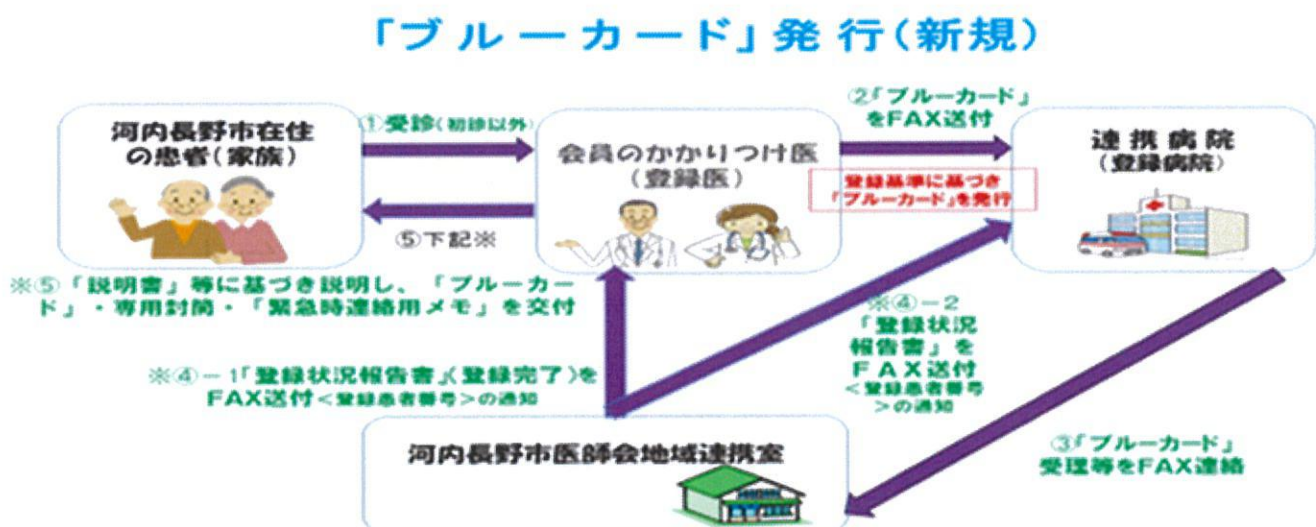 「ブルーカード」発行(新規)
河内長野市在住
の患者(家族)
①受診(初診以外)
会員のかかりつけ医
(登録医)
②「ブルーカード」
をFAX送付
登録基準に基づき
「ブルーカード」を発行
連携病院
(登録病院)
⑤下記※
※⑤「説明書」等に基づき説明し、「ブルーカー
ド」・専用封筒・「緊急時連絡用メモ」を交付
※④-1「登録状況報告書」(登録完了)を
FAX送付<登録患者番号>の通知
※④-2
「登録状況
報告書」を
FAX送付
<登録患者番号
>の通知
③「ブルーカード」
受理等をFAX連絡
河内長野市医師会地域連携室